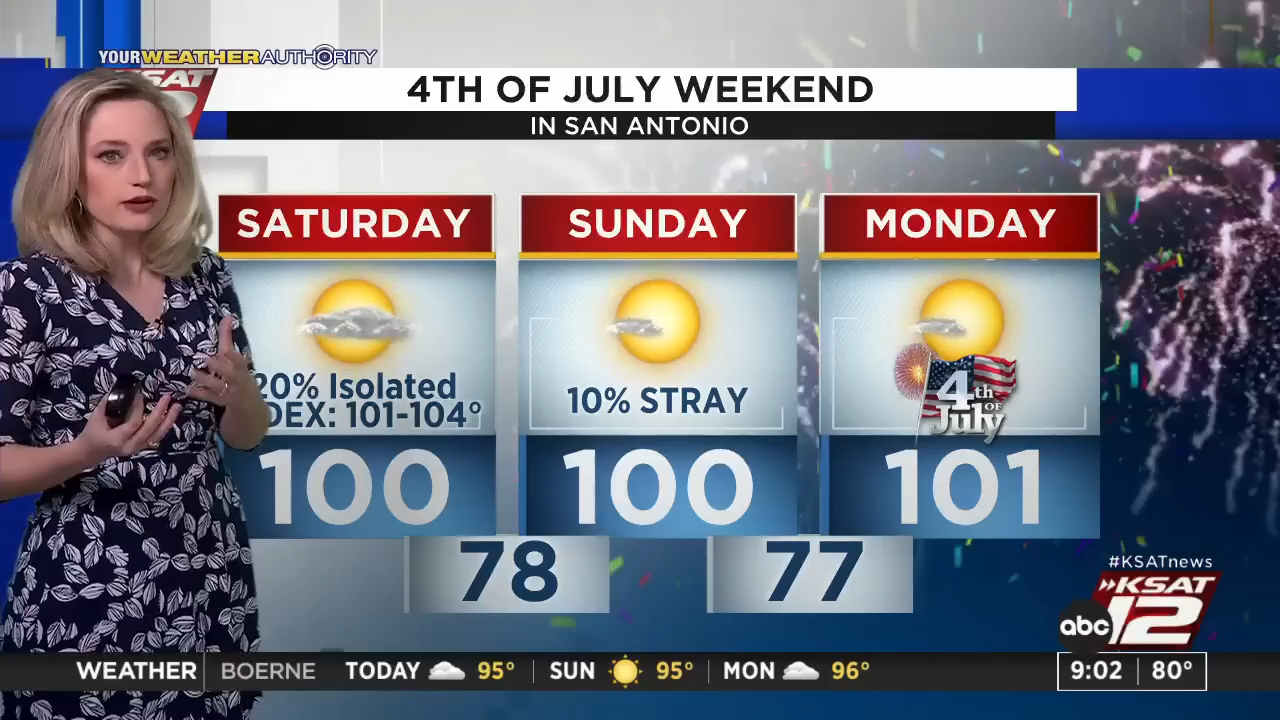 YOURWEATHERAUTHORITY
KSAT
4TH OF JULY WEEKEND
IN SAN ANTONIO
SATURDAY
SUNDAY
MONDAY
20% Isolated
DEX: 101-104°
10% STRAY
4th
OF
July
100
100
101
78
77
#KSATnews
KSAT
abc 12
WEATHER BOERNE TODAY 95° SUN 95° MON 96°
9:02 80°